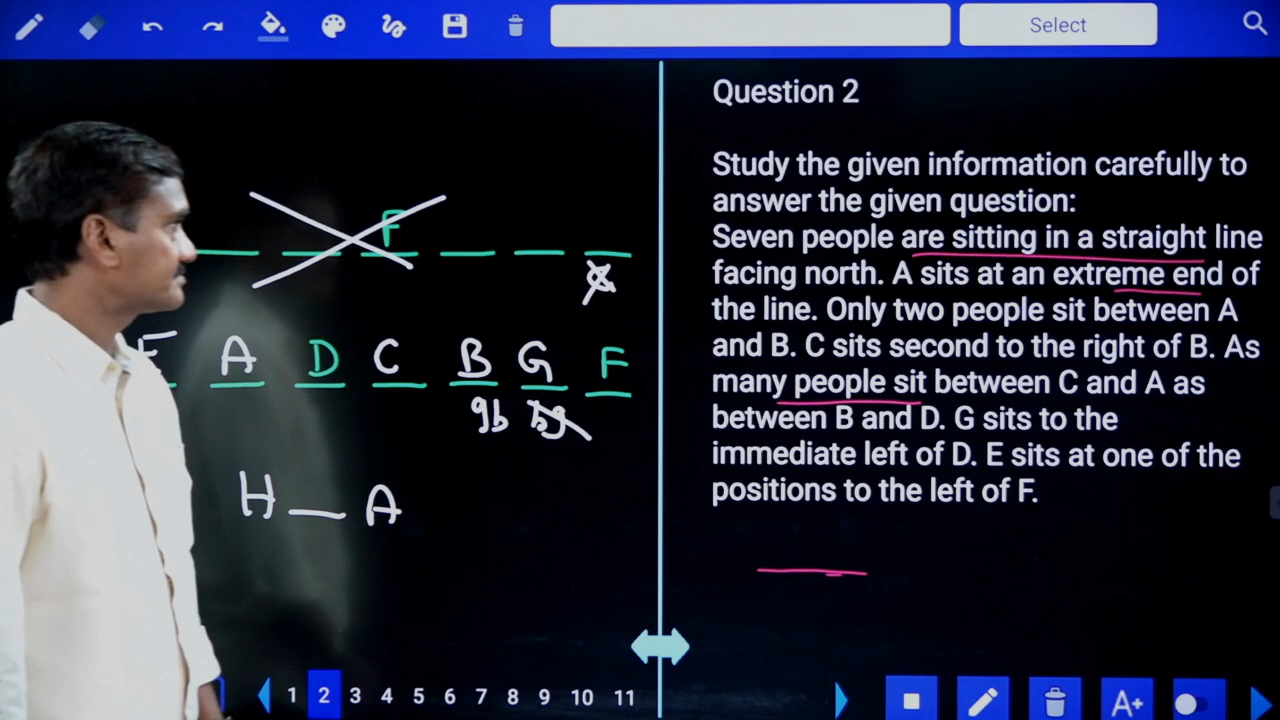 Select
Question 2
Study the given information carefully to
answer the given question:
Seven people are sitting in a straight line
facing north. A sits at an extreme end of
the line. Only two people sit between A
and B. C sits second to the right of B. As
many people sit between C and A as
between B and D. G sits to the
immediate left of D. E sits at one of the
positions to the left of F.
F
A D C B G F
gb
H _ A
1 2 3 4 5 6 7 8 9 10 11
A+